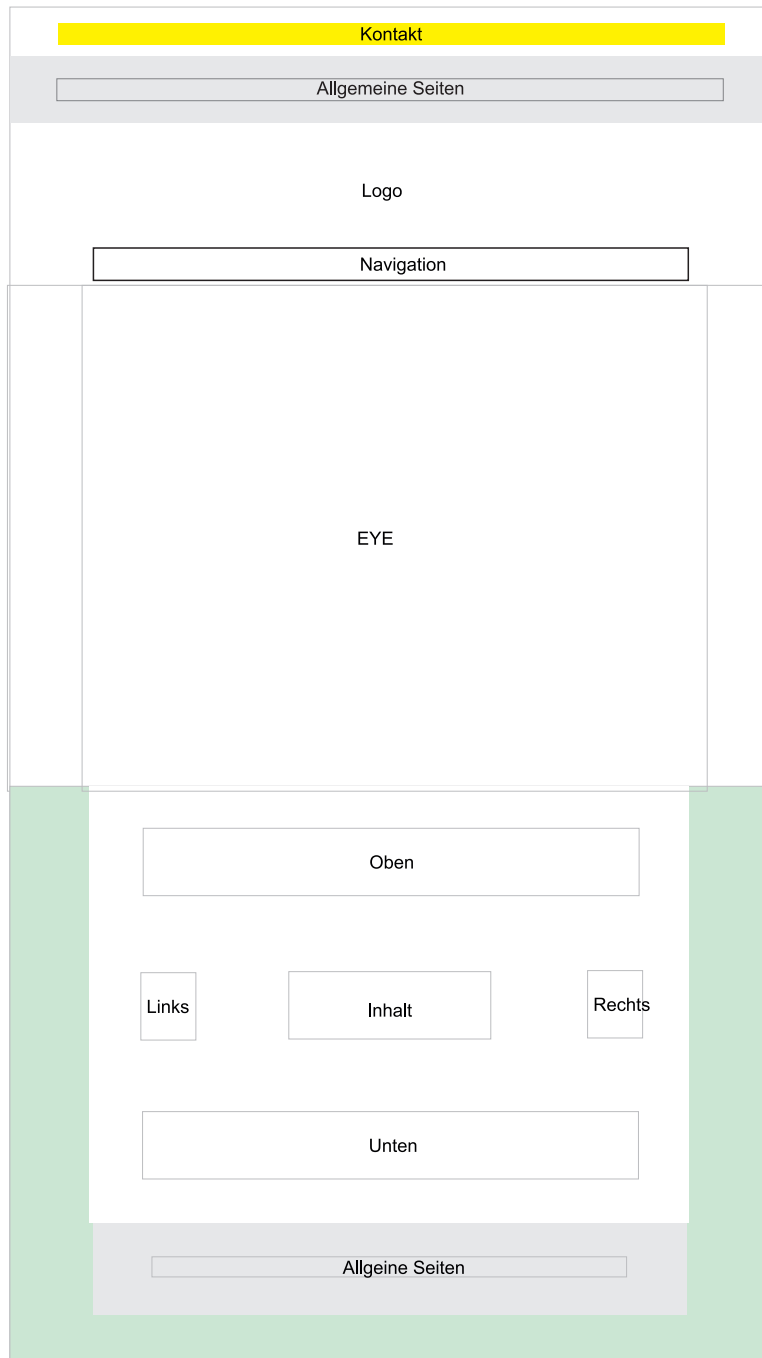 Kontakt
Allgemeine Seiten
Logo
Navigation
EYE
Oben
Links
Inhalt
Rechts
Unten
Allgeine Seiten